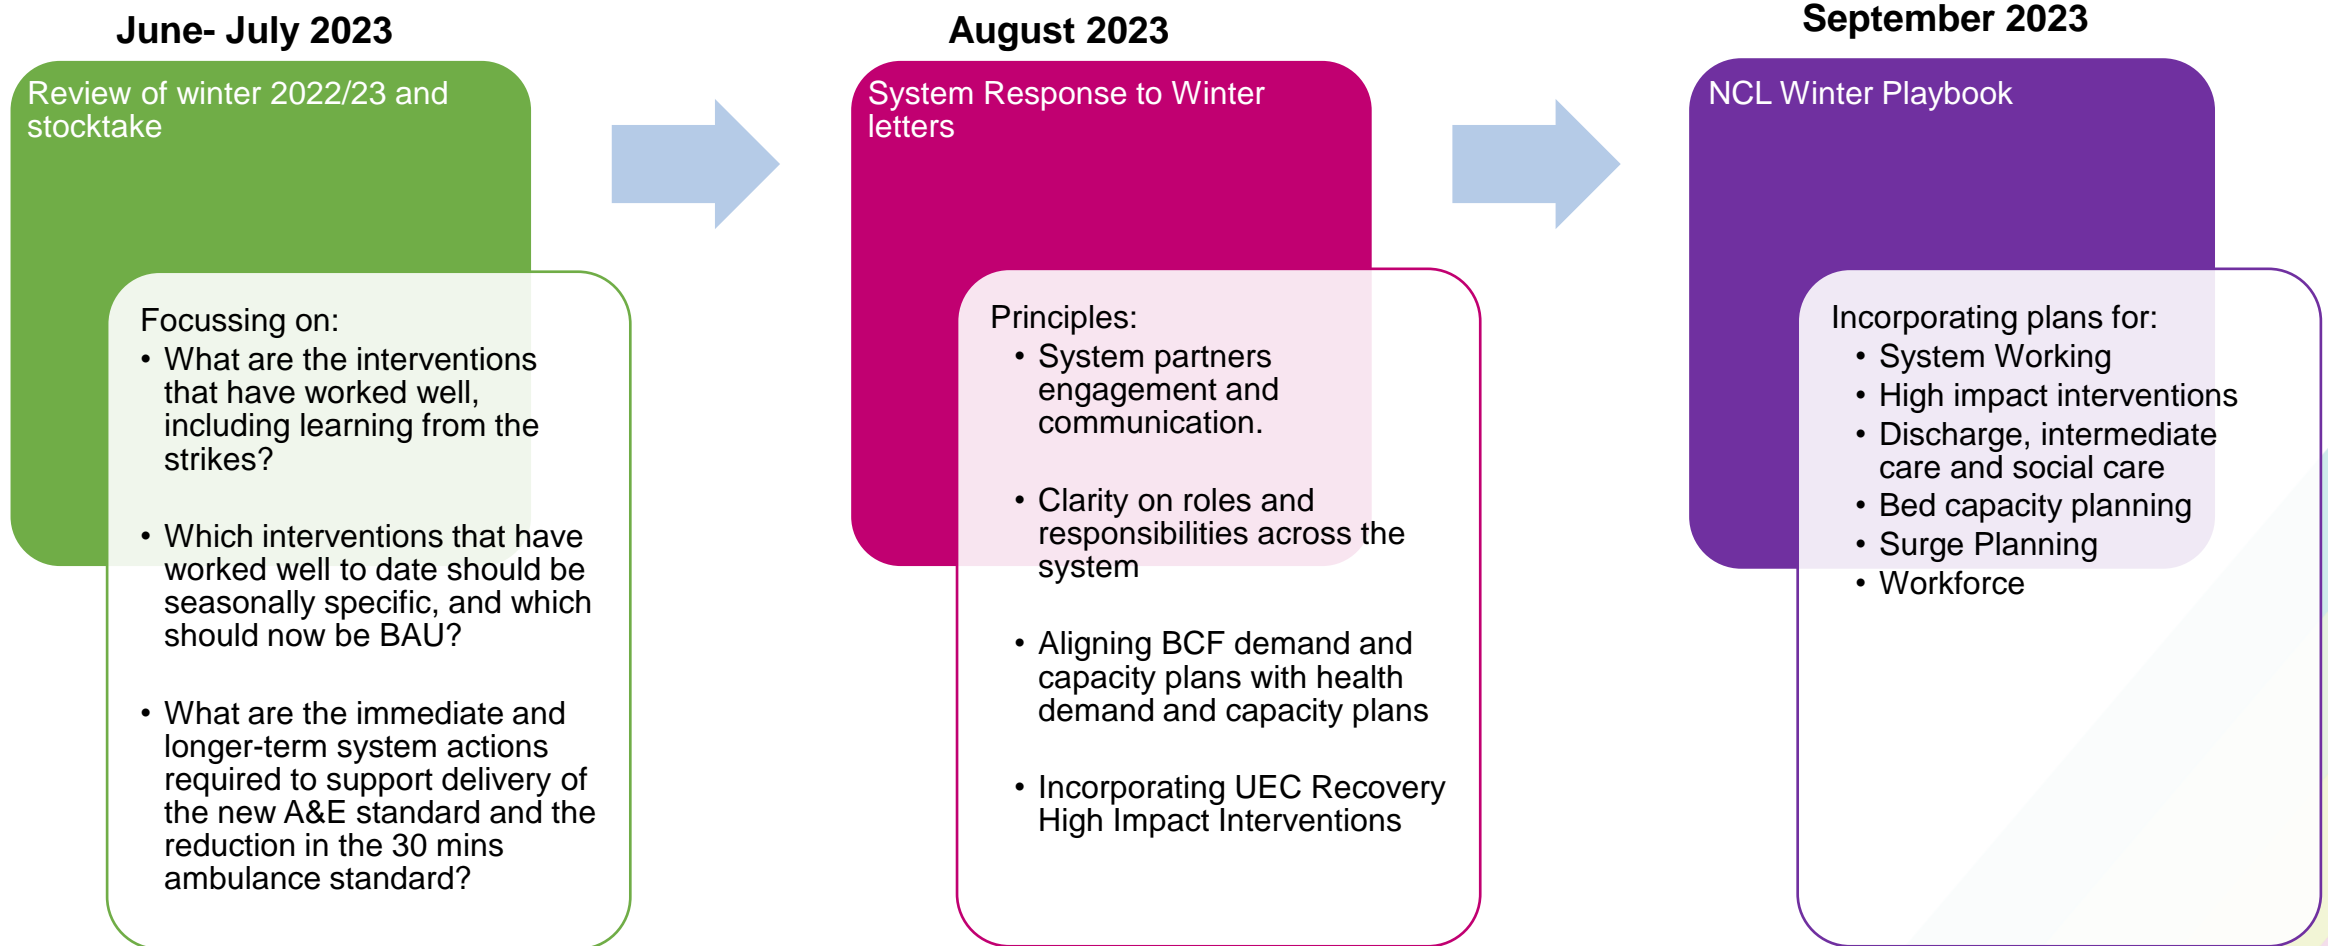 June- July 2023
Review of winter 2022/23 and
stocktake
Focussing on:
• What are the interventions
that have worked well,
including learning from the
strikes?
• Which interventions that have
worked well to date should be
seasonally specific, and which
should now be BAU?
• What are the immediate and
longer-term system actions
required to support delivery of
the new A&E standard and the
reduction in the 30 mins
ambulance standard?
August 2023
System Response to Winter
letters
Principles:
• System partners
engagement and
communication.
• Clarity on roles and
responsibilities across the
system
• Aligning BCF demand and
capacity plans with health
demand and capacity plans
• Incorporating UEC Recovery
High Impact Interventions
September 2023
NCL Winter Playbook
Incorporating plans for:
• System Working
• High impact interventions
• Discharge, intermediate
care and social care
• Bed capacity planning
• Surge Planning
• Workforce